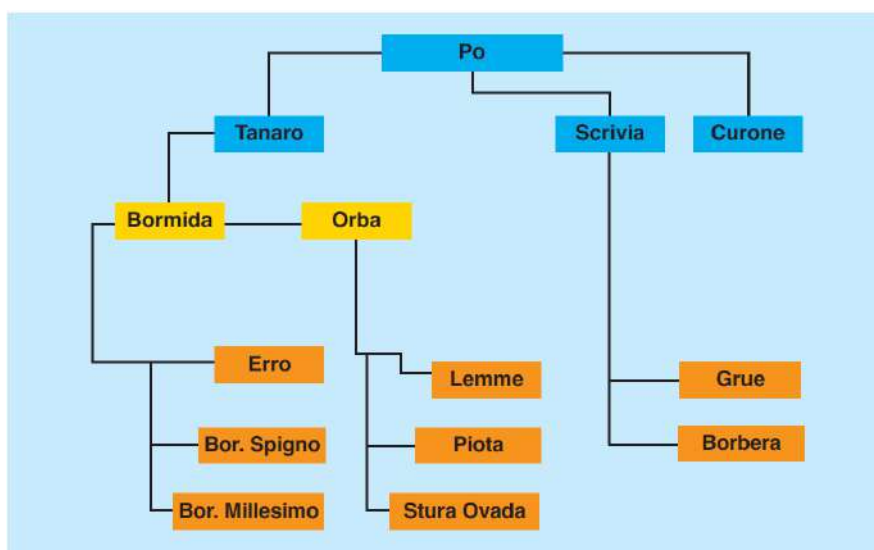 Po
Tanaro
Scrivia
Curone
Bormida
Orba
Erro
Lemme
Grue
Bor. Spigno
Piota
Borbera
Bor. Millesimo
Stura Ovada